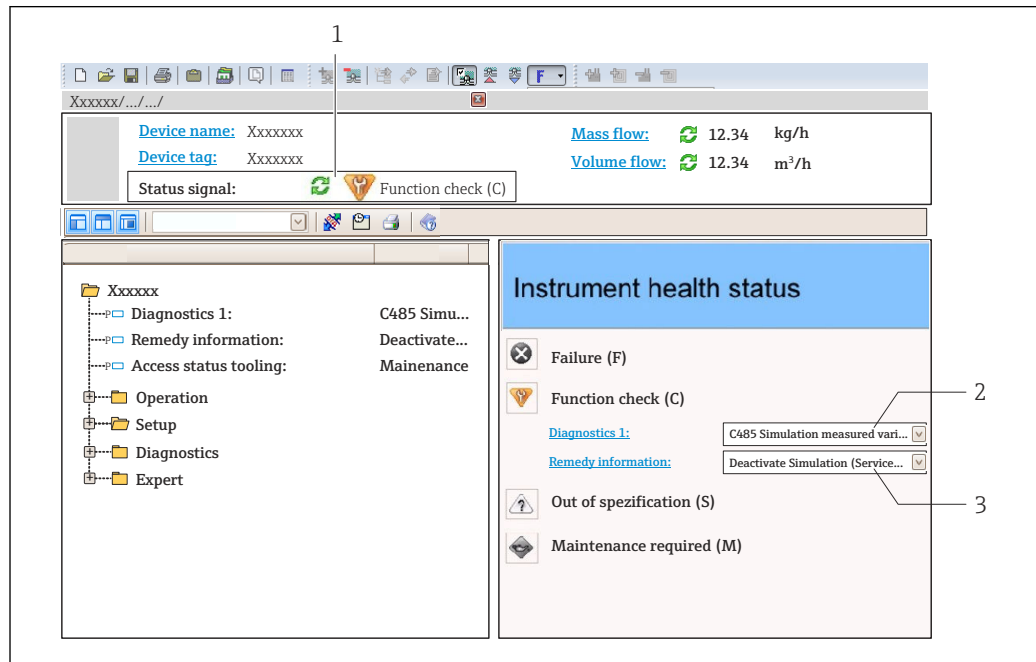 1
F
Xxxxxx/.../.../
Device name: Xxxxxxx
Mass flow: 12.34 kg/h
Device tag: Xxxxxxx
Volume flow: 12.34 m³/h
Status signal: Function check (C)
Xxxxxx
Diagnostics 1: C485 Simu...
Remedy information: Deactivate...
Access status tooling: Mainenance
Operation
Setup
Diagnostics
Expert
Instrument health status
Failure (F)
Function check (C)
2
Diagnostics 1: C485 Simulation measured vari...
Remedy information: Deactivate Simulation (Service...
Out of spezification (S)
3
Maintenance required (M)